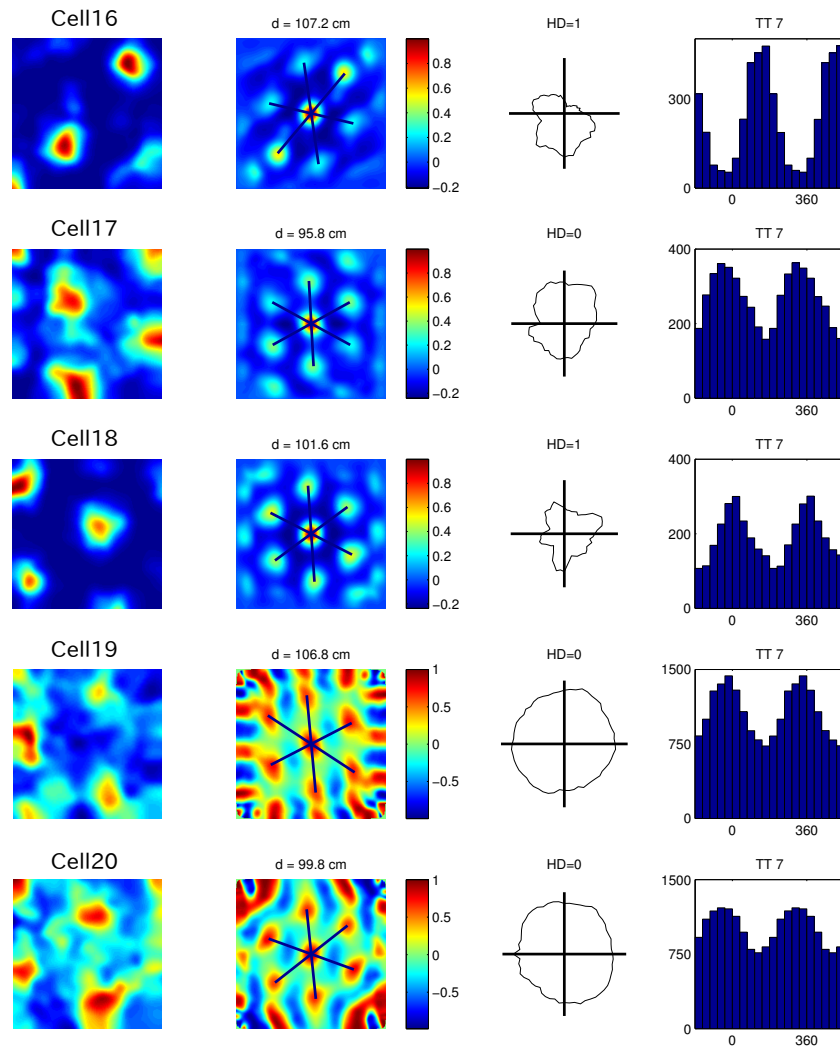 Cell16
d = 107.2 cm
HD=1
TT 7
0.8
0.6
0.4
0.2
0
−0.2
300
0
0
360
Cell17
d = 95.8 cm
HD=0
TT 7
0.8
0.6
0.4
0.2
0
−0.2
400
200
0
0
360
Cell18
d = 101.6 cm
HD=1
TT 7
0.8
0.6
0.4
0.2
0
−0.2
400
200
0
0
360
Cell19
d = 106.8 cm
HD=0
TT 7
1
0.5
0
−0.5
1500
750
0
0
360
Cell20
d = 99.8 cm
HD=0
TT 7
1
0.5
0
−0.5
1500
750
0
0
360